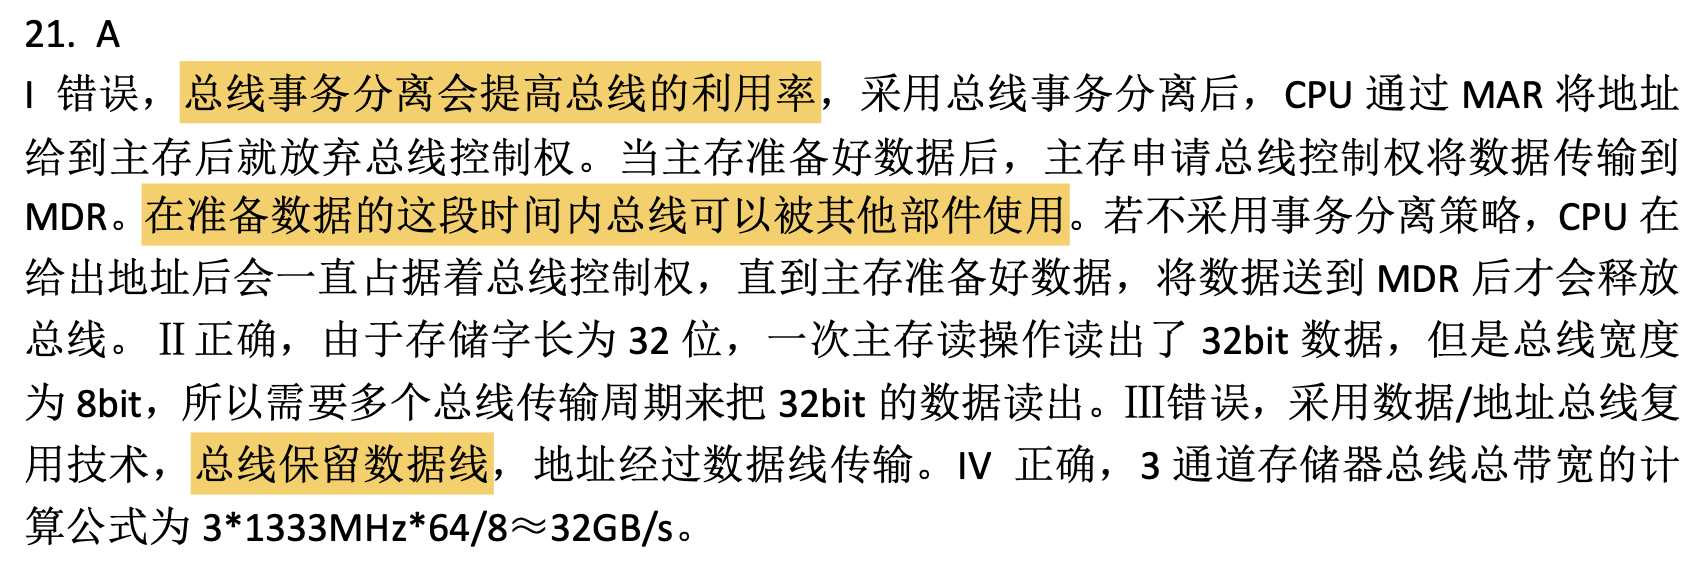 21. A
I 错误，总线事务分离会提高总线的利用率，采用总线事务分离后，CPU 通过 MAR 将地址
给到主存后就放弃总线控制权。当主存准备好数据后，主存申请总线控制权将数据传输到
MDR。在准备数据的这段时间内总线可以被其他部件使用。若不采用事务分离策略，CPU 在
给出地址后会一直占据着总线控制权，直到主存准备好数据，将数据送到 MDR 后才会释放
总线。II 正确，由于存储字长为 32 位，一次主存读操作读出了 32bit 数据，但是总线宽度
为 8bit，所以需要多个总线传输周期来把 32bit 的数据读出。III错误，采用数据/地址总线复
用技术，总线保留数据线，地址经过数据线传输。IV 正确，3 通道存储器总线总带宽的计
算公式为 3*1333MHz*64/8≈32GB/s。